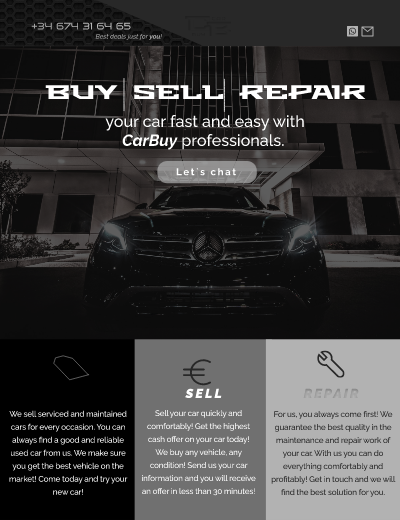 +34 674 31 64 65
Best deals just for you!
BUY SELL REPAIR
your car fast and easy with
CarBuy professionals.
Let's chat
SELL
REPAIR
We sell serviced and maintained
cars for every occasion. You can
always find a good and reliable
used car from us. We make sure
you get the best vehicle on the
market! Come today and try your
new car!
Sell your car quickly and
comfortably! Get the highest
cash offer on your car today!
We buy any vehicle, any
condition! Send us your car
information and you will receive
an offer in less than 30 minutes!
For us, you always come first! We
guarantee the best quality in the
maintenance and repair work of
your car. With us you can do
everything comfortably and
profitably! Get in touch and we will
find the best solution for you.